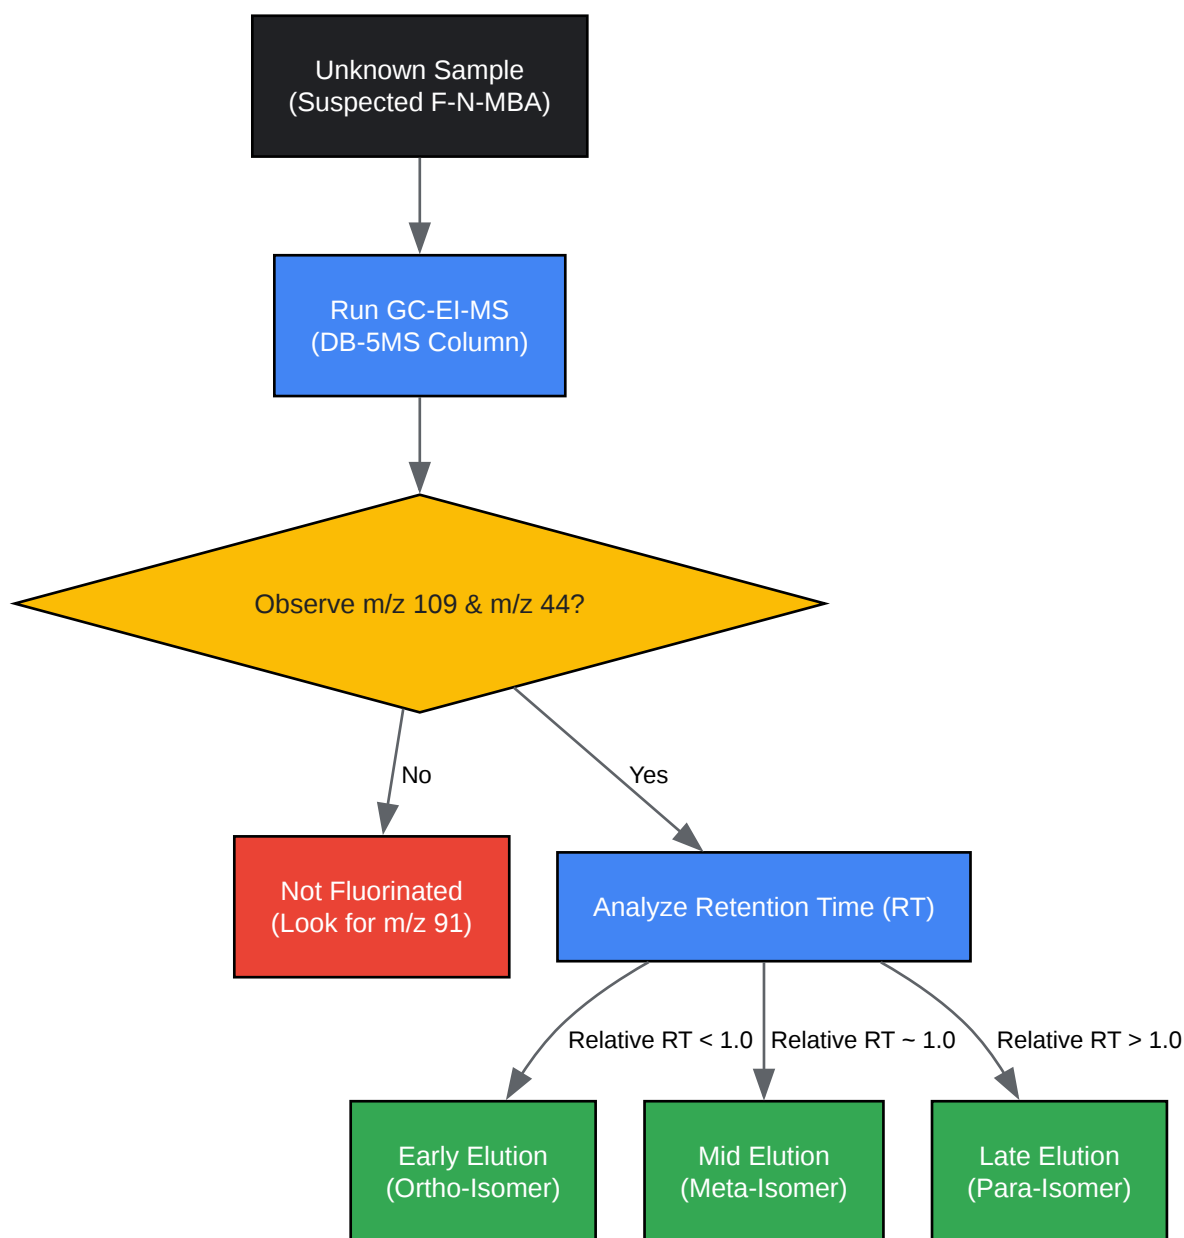 Unknown Sample
(Suspected F-N-MBA)
Run GC-EI-MS
(DB-5MS Column)
Observe m/z 109 & m/z 44?
No
Yes
Not Fluorinated
(Look for m/z 91)
Analyze Retention Time (RT)
Relative RT < 1.0
Relative RT ~ 1.0
Relative RT > 1.0
Early Elution
(Ortho-Isomer)
Mid Elution
(Meta-Isomer)
Late Elution
(Para-Isomer)